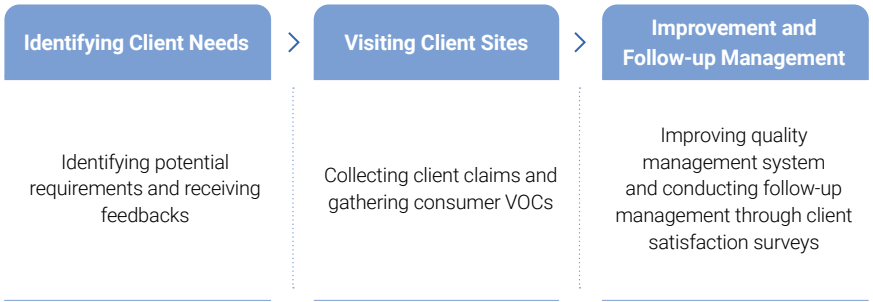 Identifying Client Needs
Visiting Client Sites
Improvement and
Follow-up Management
Identifying potential
requirements and receiving
feedbacks
Collecting client claims and
gathering consumer VOCs
Improving quality
management system
and conducting follow-up
management through client
satisfaction surveys